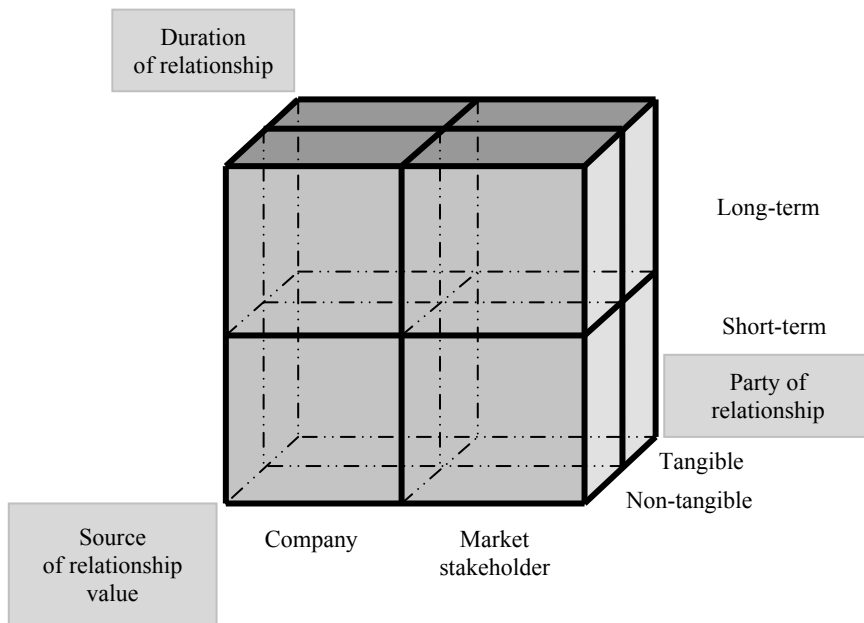 Duration
of relationship
Long-term
Short-term
Party of
relationship
Tangible
Non-tangible
Source
of relationship
value
Company
Market
stakeholder